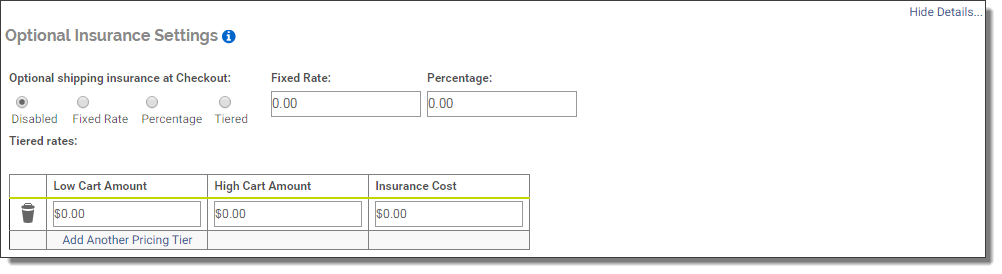 Hide Details...
Optional Insurance Settings
Optional shipping insurance at Checkout: Fixed Rate: Percentage:
0.00 0.00
Disabled Fixed Rate Percentage Tiered
Tiered rates:
Low Cart Amount High Cart Amount Insurance Cost
$0.00 $0.00 $0.00
Add Another Pricing Tier